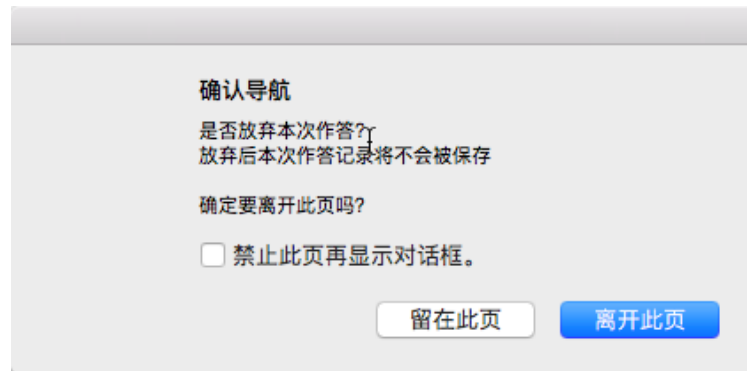 确认导航
是否放弃本次作答?
放弃后本次作答记录将不会被保存
确定要离开此页吗?
禁止此页再显示对话框。
留在此页
离开此页